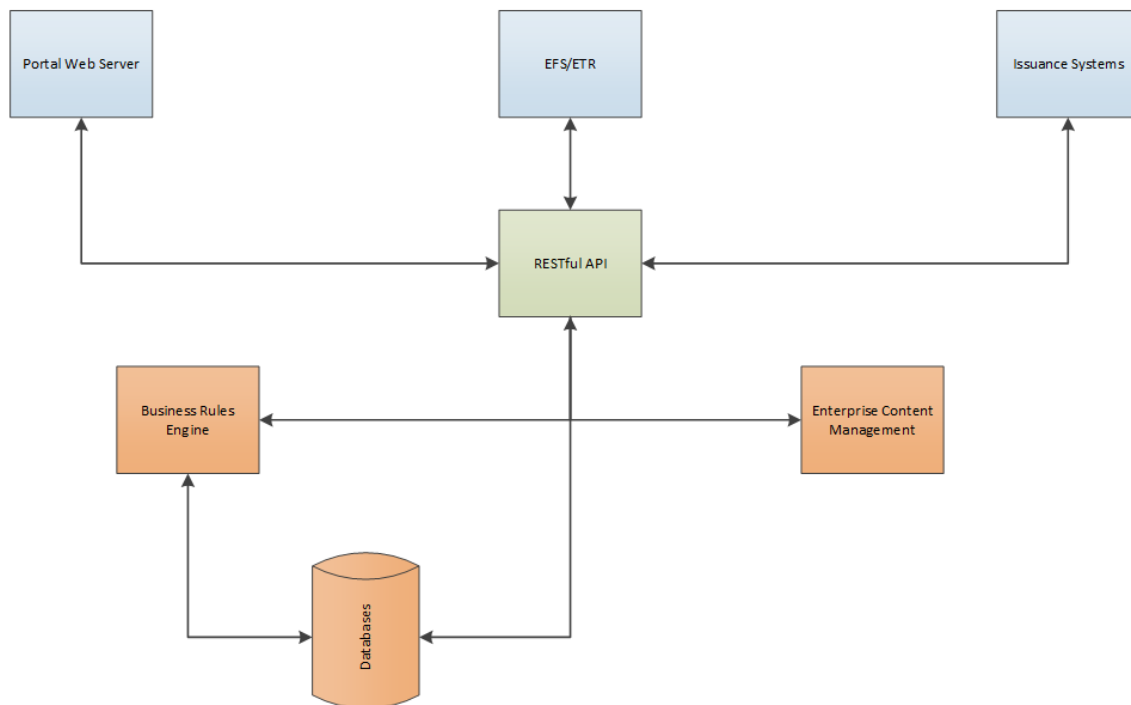 Portal Web Server
EFS/ETR
Issuance Systems
RESTful API
Business Rules
Engine
Enterprise Content
Management
Databases